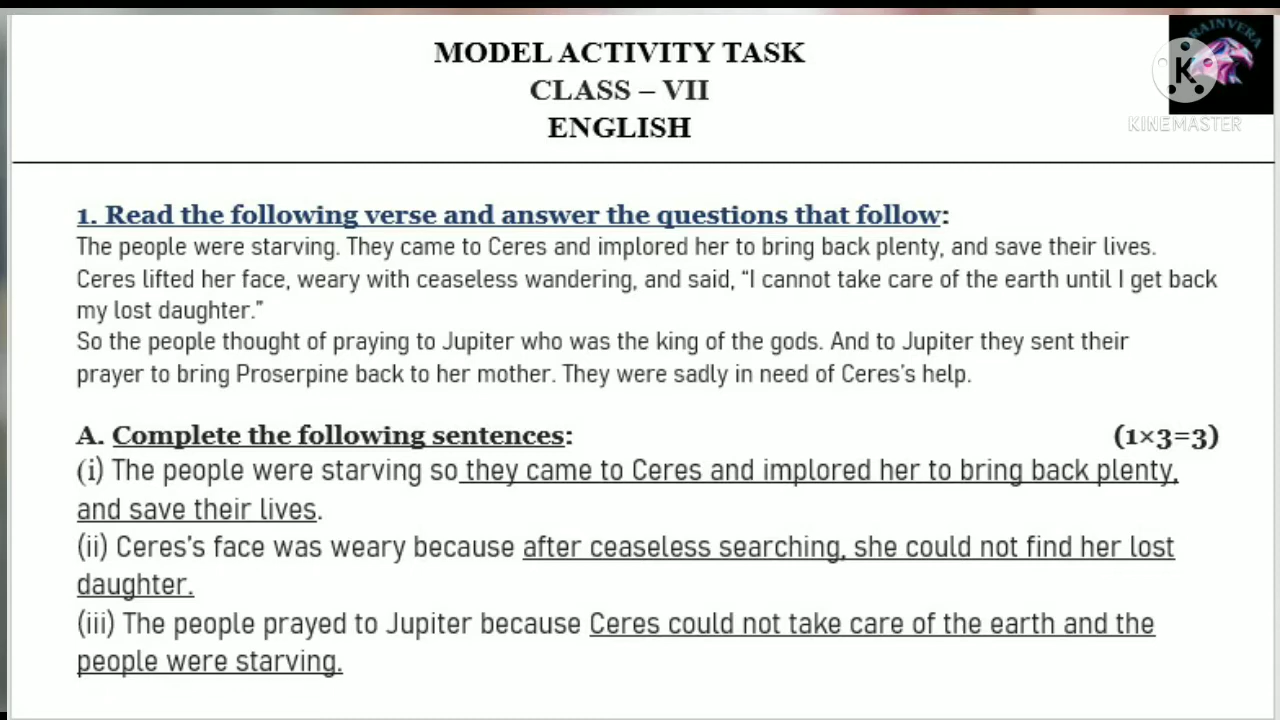 RAINVERA
K
KINEMASTER
MODEL ACTIVITY TASK
CLASS – VII
ENGLISH
1. Read the following verse and answer the questions that follow:
The people were starving. They came to Ceres and implored her to bring back plenty, and save their lives.
Ceres lifted her face, weary with ceaseless wandering, and said, “I cannot take care of the earth until I get back
my lost daughter.”
So the people thought of praying to Jupiter who was the king of the gods. And to Jupiter they sent their
prayer to bring Proserpine back to her mother. They were sadly in need of Ceres’s help.
A. Complete the following sentences: (1×3=3)
(i) The people were starving so they came to Ceres and implored her to bring back plenty,
and save their lives.
(ii) Ceres’s face was weary because after ceaseless searching, she could not find her lost
daughter.
(iii) The people prayed to Jupiter because Ceres could not take care of the earth and the
people were starving.